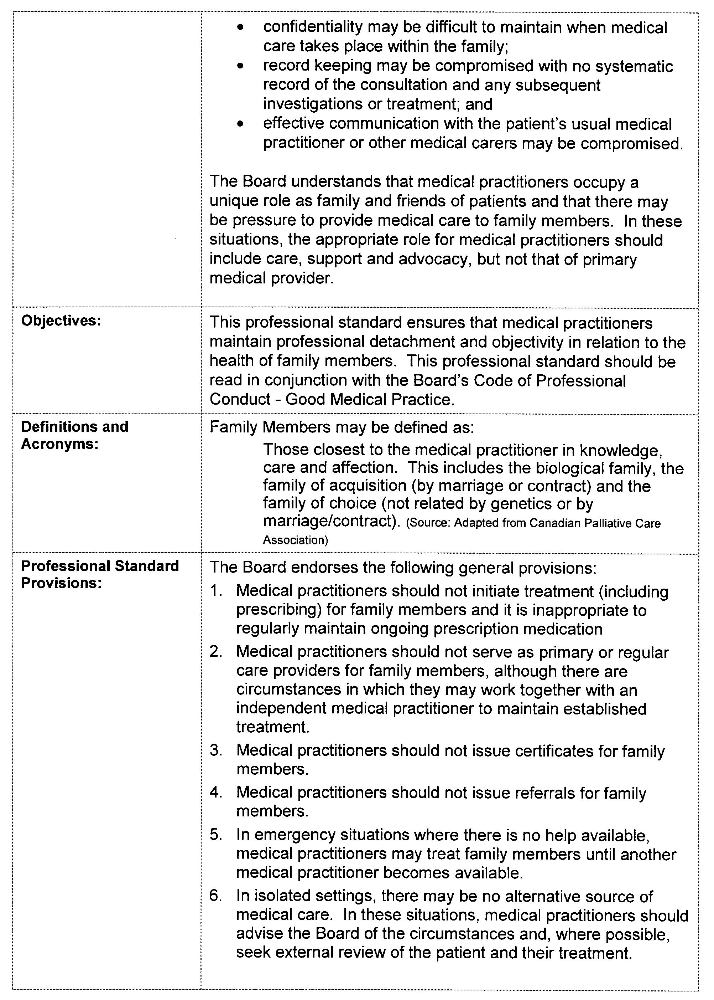 • confidentiality may be difficult to maintain when medical
care takes place within the family;
• record keeping may be compromised with no systematic
record of the consultation and any subsequent
investigations or treatment; and
• effective communication with the patient's usual medical
practitioner or other medical carers may be compromised.
The Board understands that medical practitioners occupy a
unique role as family and friends of patients and that there may
be pressure to provide medical care to family members. In these
situations, the appropriate role for medical practitioners should
include care, support and advocacy, but not that of primary
medical provider.
Objectives:
This professional standard ensures that medical practitioners
maintain professional detachment and objectivity in relation to the
health of family members. This professional standard should be
read in conjunction with the Board's Code of Professional
Conduct - Good Medical Practice.
Definitions and
Acronyms:
Family Members may be defined as:
Those closest to the medical practitioner in knowledge,
care and affection. This includes the biological family, the
family of acquisition (by marriage or contract) and the
family of choice (not related by genetics or by
marriage/contract). (Source: Adapted from Canadian Palliative Care
Association)
Professional Standard
Provisions:
The Board endorses the following general provisions:
1. Medical practitioners should not initiate treatment (including
prescribing) for family members and it is inappropriate to
regularly maintain ongoing prescription medication
2. Medical practitioners should not serve as primary or regular
care providers for family members, although there are
circumstances in which they may work together with an
independent medical practitioner to maintain established
treatment.
3. Medical practitioners should not issue certificates for family
members.
4. Medical practitioners should not issue referrals for family
members.
5. In emergency situations where there is no help available,
medical practitioners may treat family members until another
medical practitioner becomes available.
6. In isolated settings, there may be no alternative source of
medical care. In these situations, medical practitioners should
advise the Board of the circumstances and, where possible,
seek external review of the patient and their treatment.